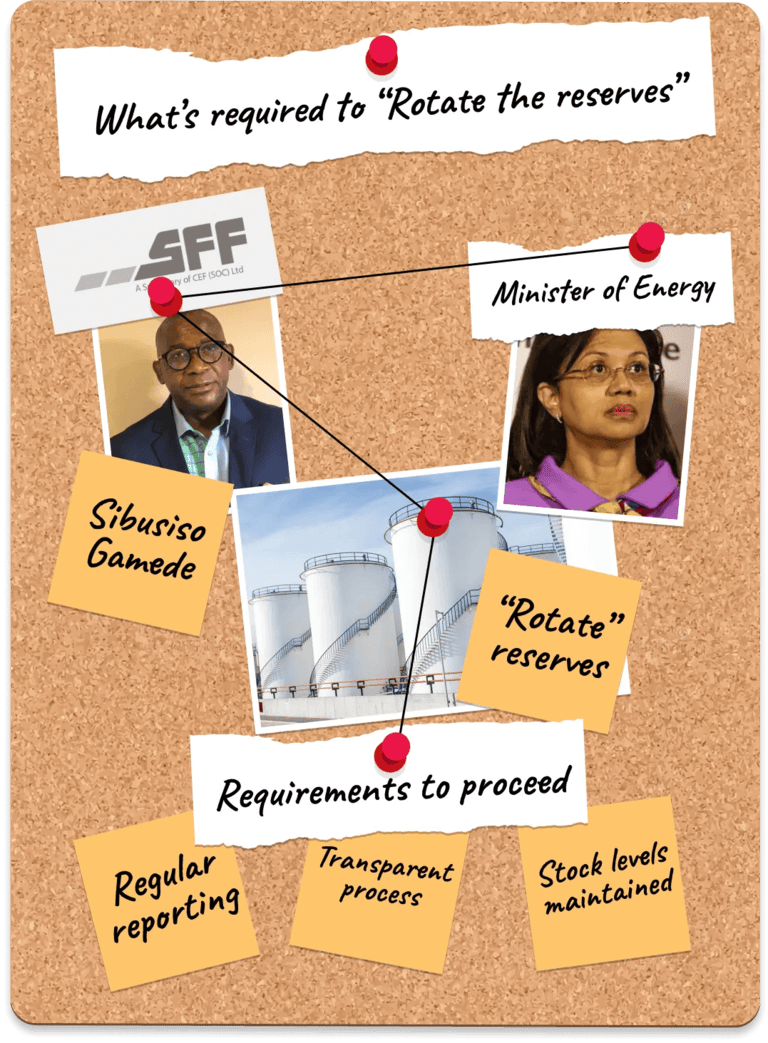 What's required to “Rotate the reserves”
SFF
A S ry of CEF (SOC) Ltd
Minister of Energy
Sibusiso
Gamede
“Rotate”
reserves
Requirements to proceed
Regular
reporting
Transparent
process
Stock levels
maintained